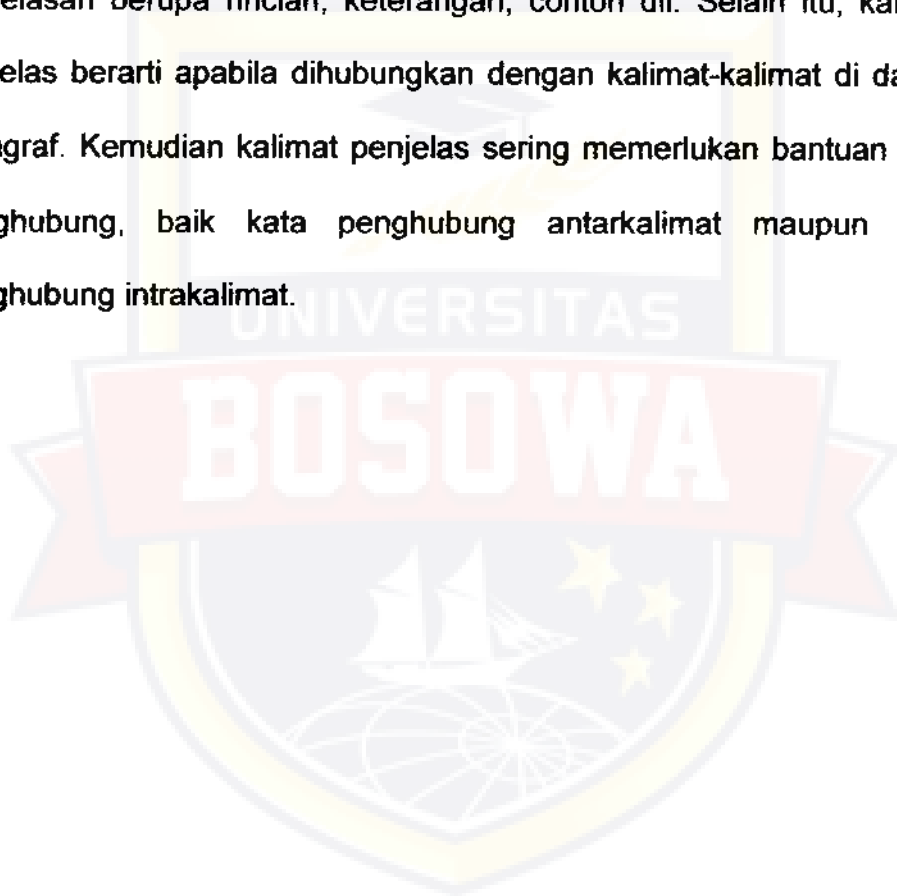 elasan berupa rincian, keterangan, contoh dll. Selain itu, kal
elas berarti apabila dihubungkan dengan kalimat-kalimat di da
graf. Kemudian kalimat penjelas sering memerlukan bantuan
ghubung, baik kata penghubung antarkalimat maupun
ghubung intrakalimat.
UNIVERSITAS
BOSOWA